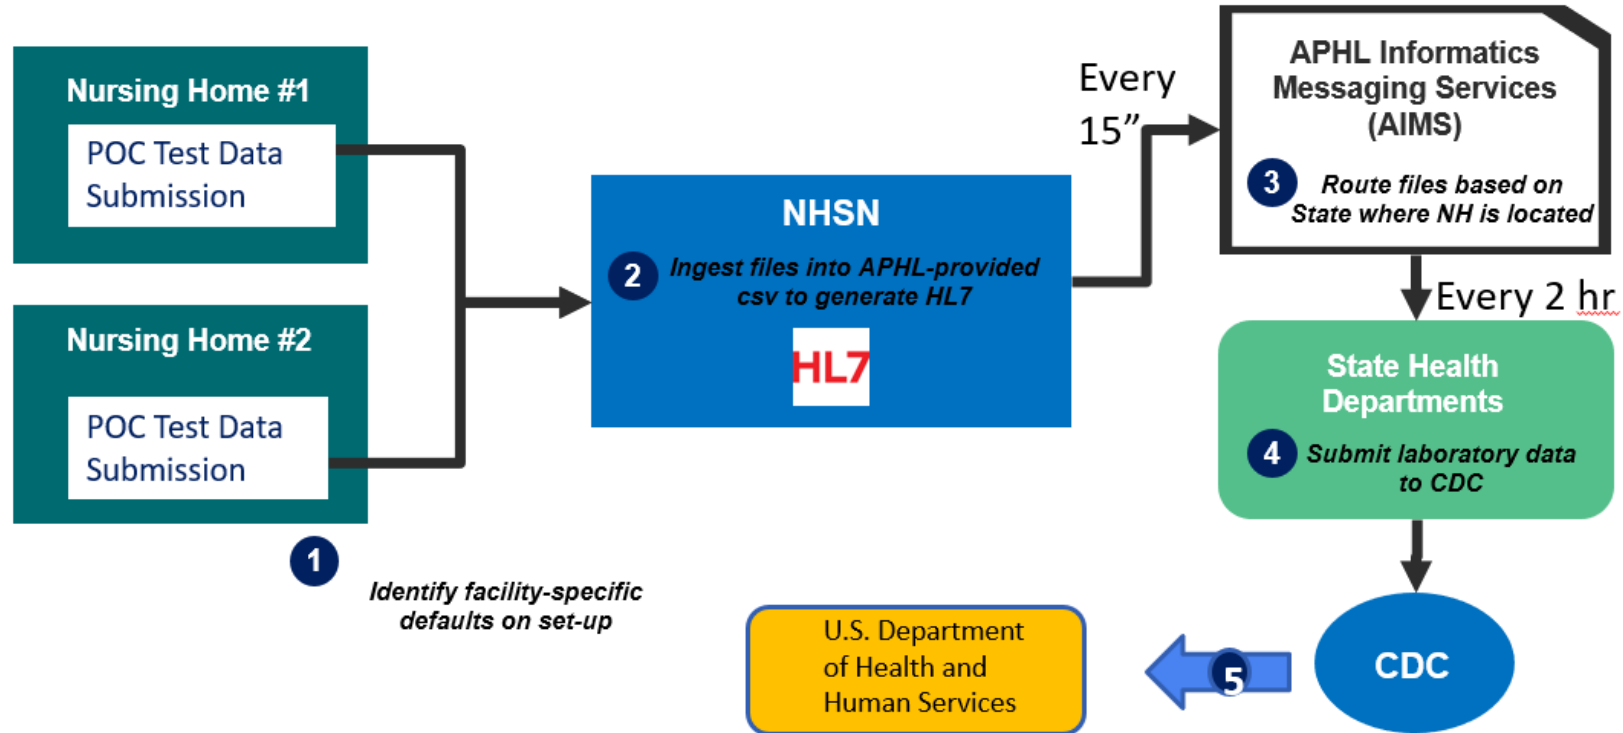 Nursing Home #1
POC Test Data
Submission
Nursing Home #2
POC Test Data
Submission
1
Identify facility-specific
defaults on set-up
NHSN
2
Ingest files into APHL-provided
csv to generate HL7
HL7
Every
15”
APHL Informatics
Messaging Services
(AIMS)
3
Route files based on
State where NH is located
Every 2 hr
State Health
Departments
4
Submit laboratory data
to CDC
CDC
5
U.S. Department
of Health and
Human Services